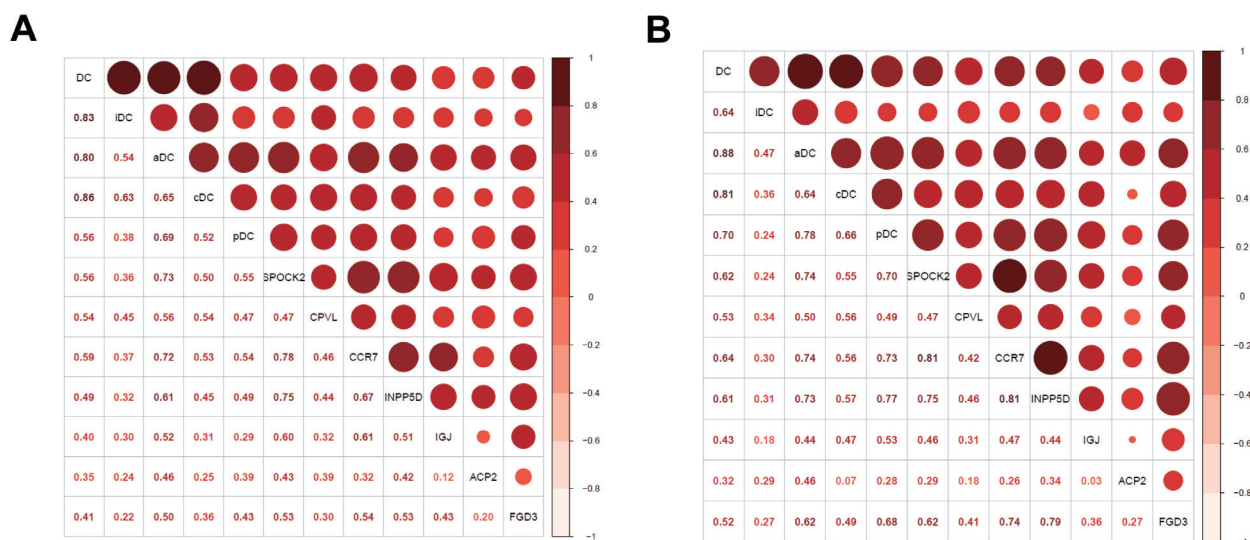 A
DC
0.83 iDC
0.80 0.54 aDC
0.86 0.63 0.65 cDC
0.56 0.38 0.69 0.52 pDC
0.56 0.36 0.73 0.50 0.55 SPOCK2
0.54 0.45 0.56 0.54 0.47 0.47 CPVL
0.59 0.37 0.72 0.53 0.54 0.78 0.46 CCR7
0.49 0.32 0.61 0.45 0.49 0.75 0.44 0.67 INPP5D
0.40 0.30 0.52 0.31 0.29 0.60 0.32 0.61 0.51 IGJ
0.35 0.24 0.46 0.25 0.39 0.43 0.39 0.32 0.42 0.12 ACP2
0.41 0.22 0.50 0.36 0.43 0.53 0.30 0.54 0.53 0.43 0.20 FGD3
1
0.8
0.6
0.4
0.2
0
−0.2
−0.4
−0.6
−0.8
−1
B
DC
0.64 iDC
0.88 0.47 aDC
0.81 0.36 0.64 cDC
0.70 0.24 0.78 0.66 pDC
0.62 0.24 0.74 0.55 0.70 SPOCK2
0.53 0.34 0.50 0.56 0.49 0.47 CPVL
0.64 0.30 0.74 0.56 0.73 0.81 0.42 CCR7
0.61 0.31 0.73 0.57 0.77 0.75 0.46 0.81 INPP5D
0.43 0.18 0.44 0.47 0.53 0.46 0.31 0.47 0.44 IGJ
0.32 0.29 0.46 0.07 0.28 0.29 0.18 0.26 0.34 0.03 ACP2
0.52 0.27 0.62 0.49 0.68 0.62 0.41 0.74 0.79 0.36 0.27 FGD3
1
0.8
0.6
0.4
0.2
0
−0.2
−0.4
−0.6
−0.8
−1